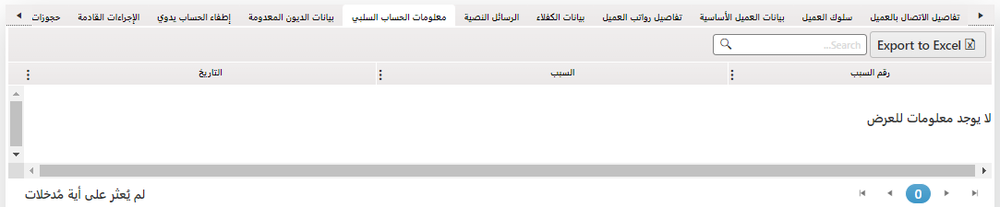 تفاصيل الاتصال بالعميل سلوك العميل بيانات العميل الأساسية تفاصيل رواتب العميل بيانات الكفلاء الرسائل النصية معلومات الحساب السلبي بيانات الديون المعدومة إطفاء الحساب يدوي الإجراءات القادمة حجوزات
Export to Excel Search...
رقم السبب السبب التاريخ
لا يوجد معلومات للعرض
0
لم يُعثر على أية مُدخلات